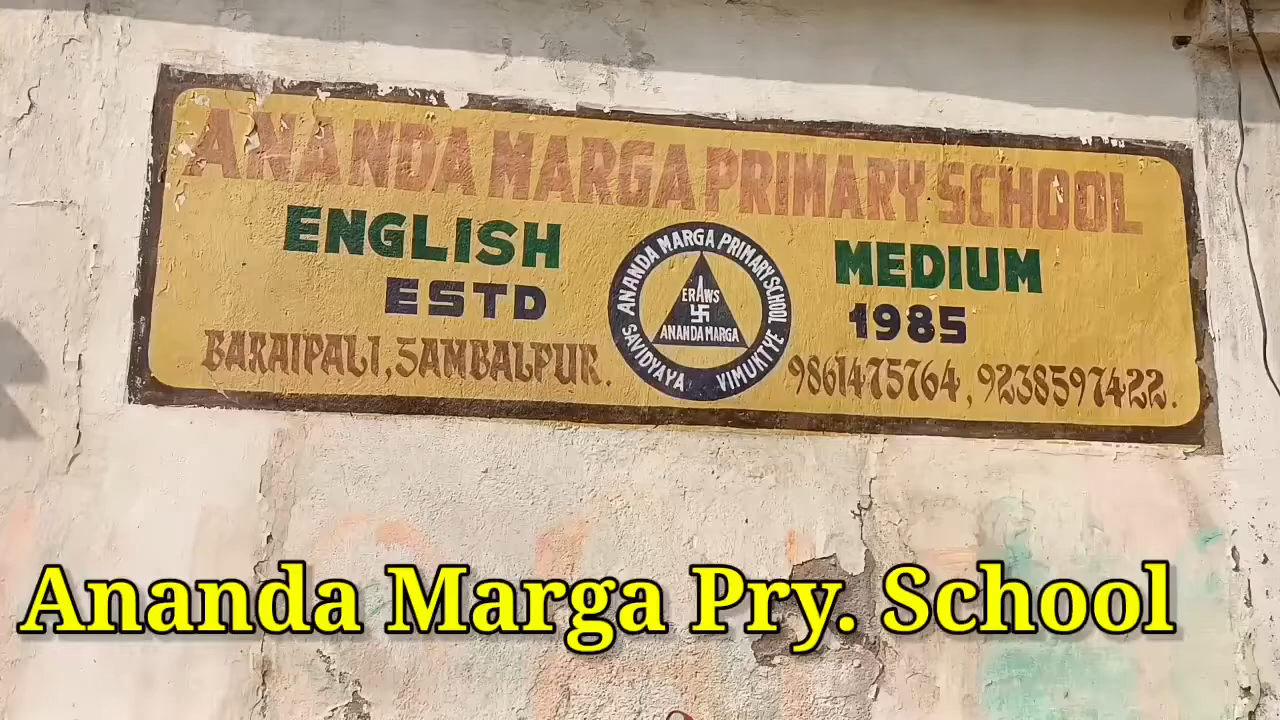 ANANDA MARGA PRIMARY SCHOOL
ENGLISH MEDIUM
ESTD 1985
BARAIPALI, SAMBALPUR. 9861475764, 9238597422.
ANANDA MARGA PRIMARY SCHOOL
ERAWS
卐
ANANDA MARGA
SAVIDYAYA VIMUKTYE
Ananda Marga Pry. School